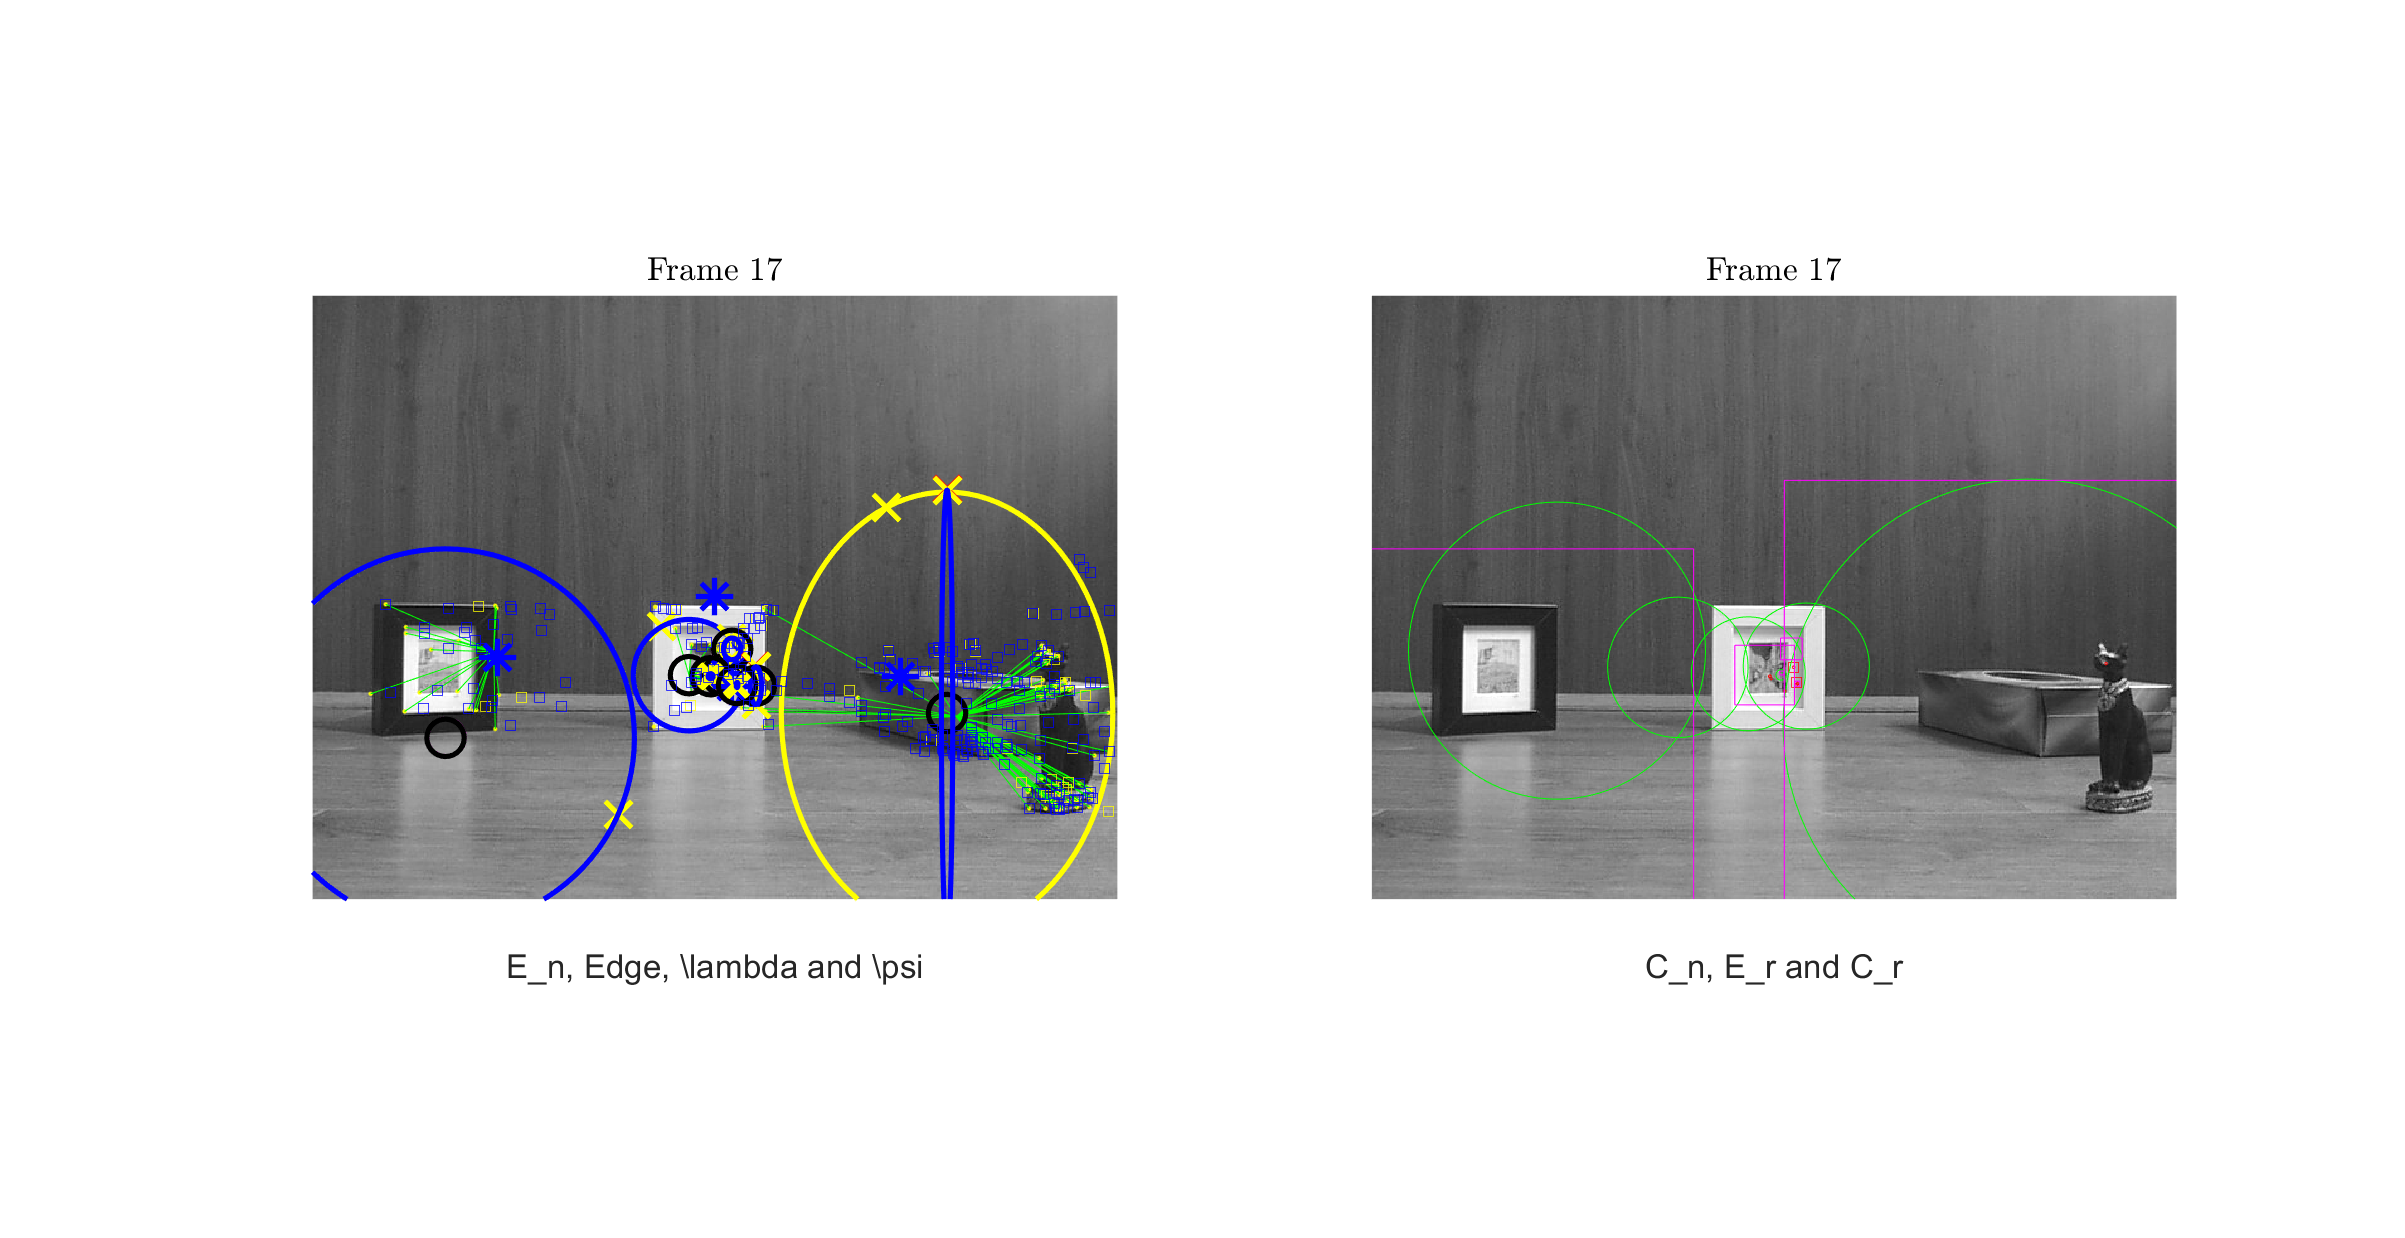 Frame 17
Frame 17
E_n, Edge, \lambda and \psi
C_n, E_r and C_r